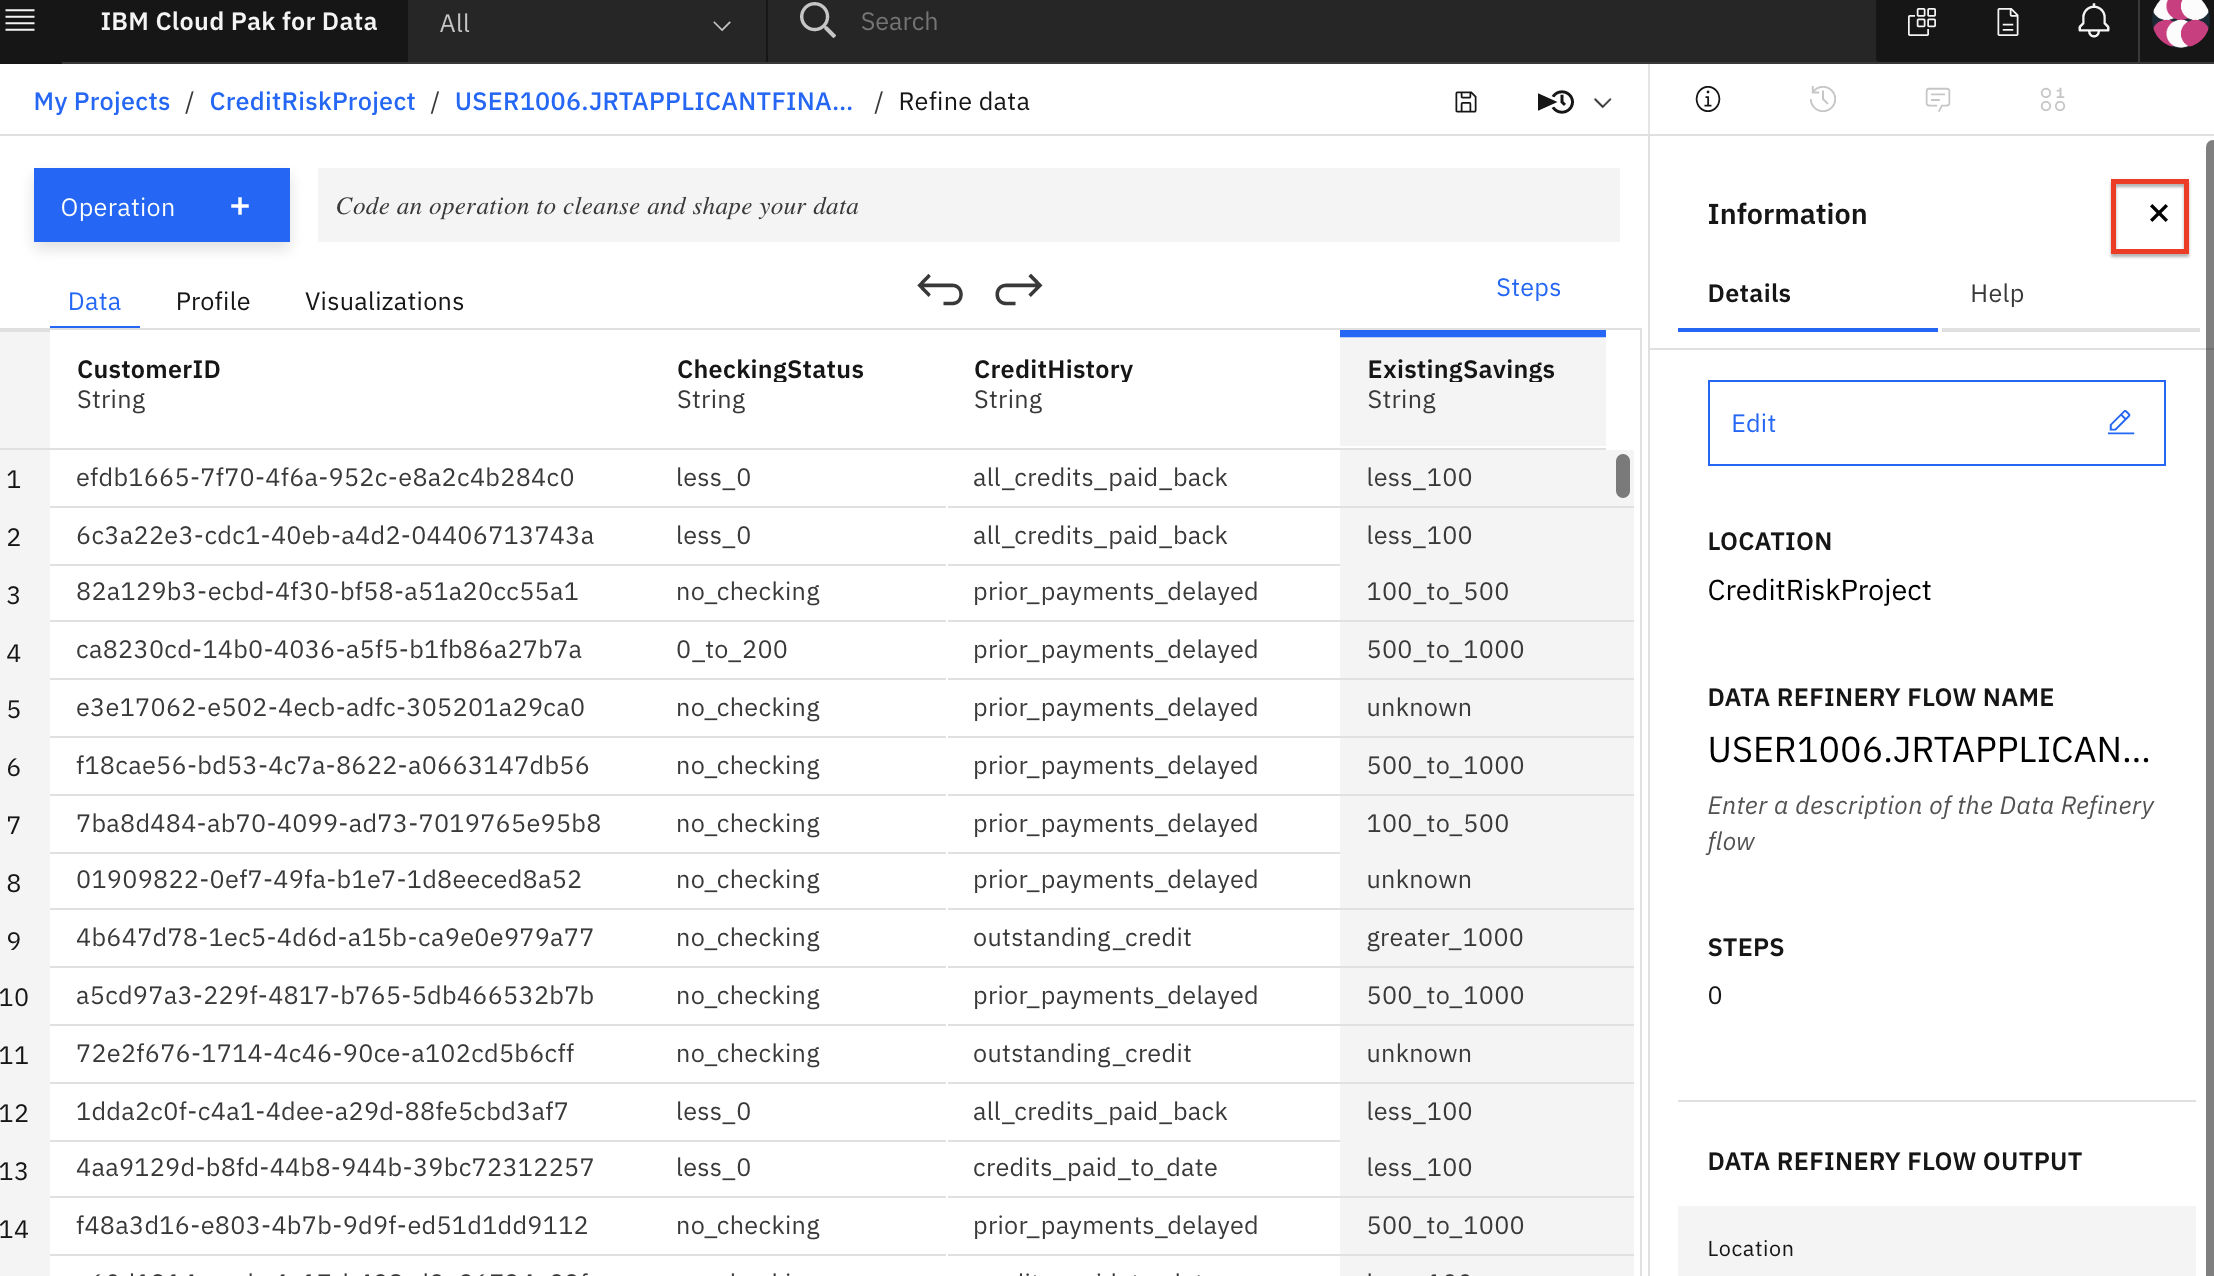 IBM Cloud Pak for Data
All
Search
My Projects / CreditRiskProject / USER1006.JRTAPPLICANTFINA... / Refine data
Operation +
Code an operation to cleanse and shape your data
Data Profile Visualizations
Steps
CustomerID CheckingStatus CreditHistory ExistingSavings
String String String String
1 efdb1665-7f70-4f6a-952c-e8a2c4b284c0 less_0 all_credits_paid_back less_100
2 6c3a22e3-cdc1-40eb-a4d2-04406713743a less_0 all_credits_paid_back less_100
3 82a129b3-ecbd-4f30-bf58-a51a20cc55a1 no_checking prior_payments_delayed 100_to_500
4 ca8230cd-14b0-4036-a5f5-b1fb86a27b7a 0_to_200 prior_payments_delayed 500_to_1000
5 e3e17062-e502-4ecb-adfc-305201a29ca0 no_checking prior_payments_delayed unknown
6 f18cae56-bd53-4c7a-8622-a0663147db56 no_checking prior_payments_delayed 500_to_1000
7 7ba8d484-ab70-4099-ad73-7019765e95b8 no_checking prior_payments_delayed 100_to_500
8 01909822-0ef7-49fa-b1e7-1d8eeced8a52 no_checking prior_payments_delayed unknown
9 4b647d78-1ec5-4d6d-a15b-ca9e0e979a77 no_checking outstanding_credit greater_1000
10 a5cd97a3-229f-4817-b765-5db466532b7b no_checking prior_payments_delayed 500_to_1000
11 72e2f676-1714-4c46-90ce-a102cd5b6cff no_checking outstanding_credit unknown
12 1dda2c0f-c4a1-4dee-a29d-88fe5cbd3af7 less_0 all_credits_paid_back less_100
13 4aa9129d-b8fd-44b8-944b-39bc72312257 less_0 credits_paid_to_date less_100
14 f48a3d16-e803-4b7b-9d9f-ed51d1dd9112 no_checking prior_payments_delayed 500_to_1000
Information
Details Help
Edit
LOCATION
CreditRiskProject
DATA REFINERY FLOW NAME
USER1006.JRTAPPLICAN...
Enter a description of the Data Refinery
flow
STEPS
0
DATA REFINERY FLOW OUTPUT
Location